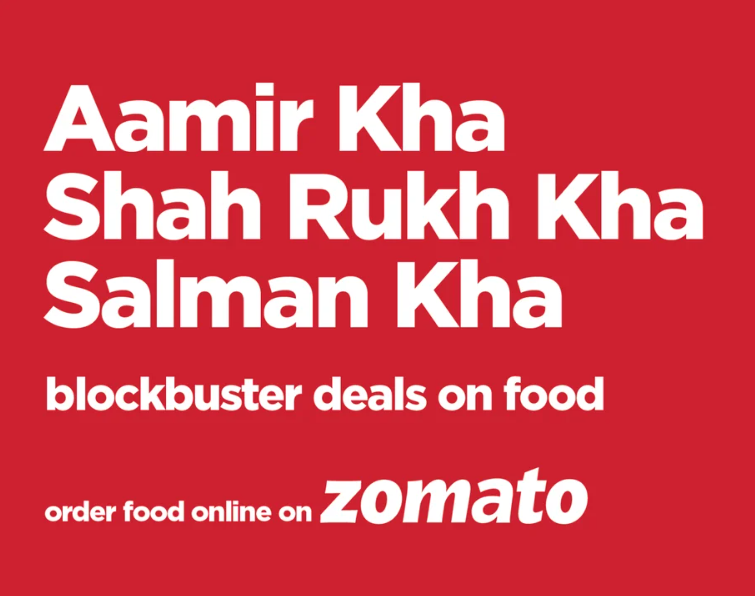 Aamir Kha
Shah Rukh Kha
Salman Kha
blockbuster deals on food
order food online on zomato